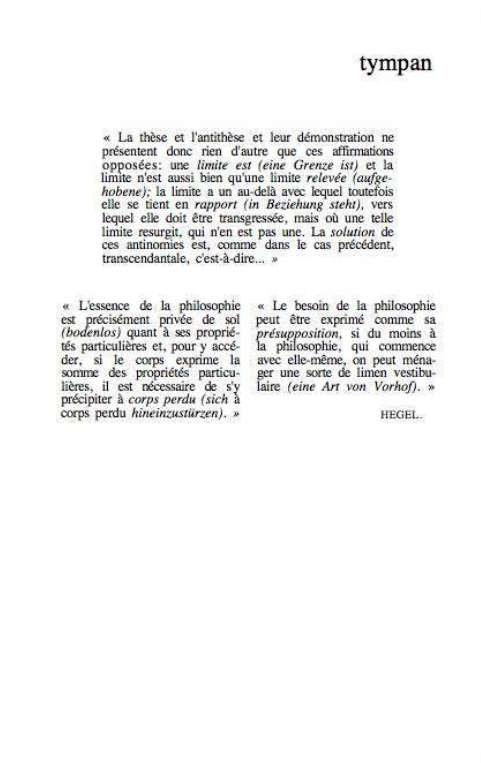 tympan
« La thèse et l'antithèse et leur démonstration ne
présentent donc rien d'autre que ces affirmations
opposées: une limite est (eine Grenze ist) et la
limite n'est aussi bien qu'une limite relevée (aufge-
hobene); la limite a un au-delà avec lequel toutefois
elle se tient en rapport (in Beziehung steht), vers
lequel elle doit être transgressée, mais où une telle
limite resurgit, qui n'en est pas une. La solution de
ces antinomies est, comme dans le cas précédent,
transcendantale, c'est-à-dire... »
« L'essence de la philosophie
est précisément privée de sol
(bodenlos) quant à ses proprié-
tés particulières et, pour y accé-
der, si le corps exprime la
somme des propriétés particu-
lières, il est nécessaire de s'y
précipiter à corps perdu (sich à
corps perdu hineinzustürzen). »
« Le besoin de la philosophie
peut être exprimé comme sa
présupposition, si du moins à
la philosophie, qui commence
avec elle-même, on peut ména-
ger une sorte de limen vestibu-
laire (eine Art von Vorhof). »
HEGEL.